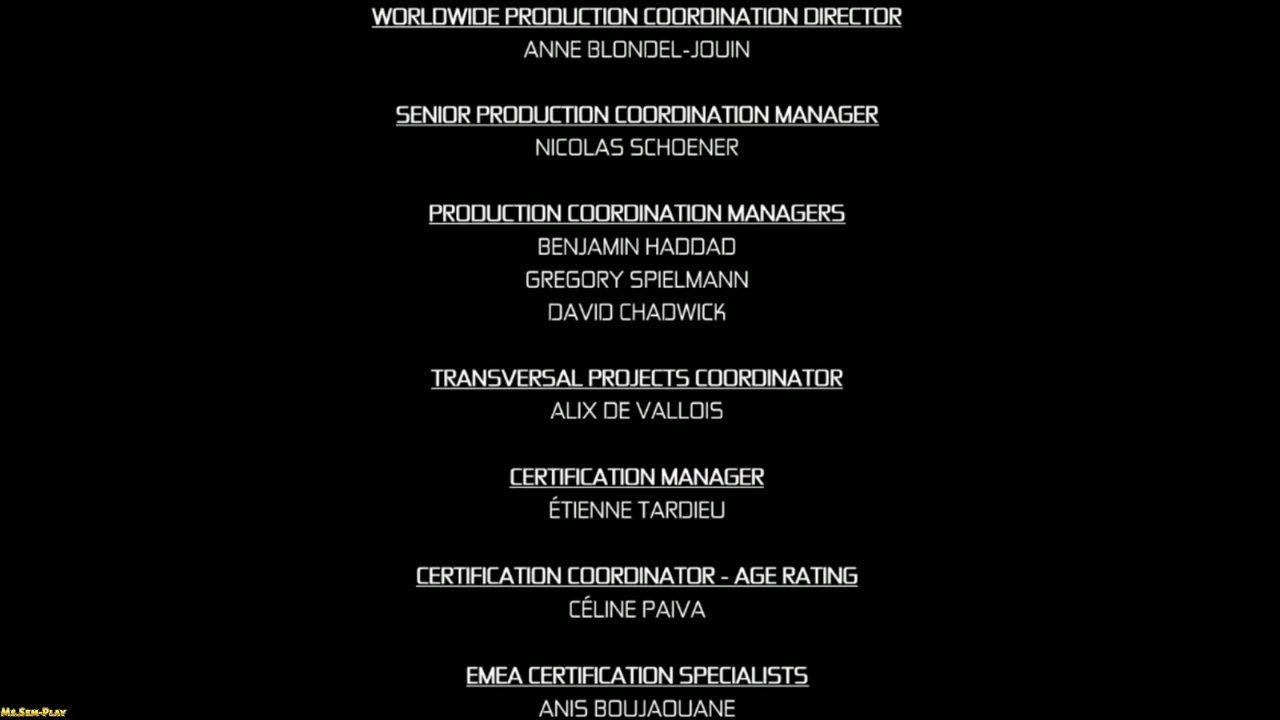 WORLDWIDE PRODUCTION COORDINATION DIRECTOR
ANNE BLONDEL-JOUIN
SENIOR PRODUCTION COORDINATION MANAGER
NICOLAS SCHOENER
PRODUCTION COORDINATION MANAGERS
BENJAMIN HADDAD
GREGORY SPIELMANN
DAVID CHADWICK
TRANSVERSAL PROJECTS COORDINATOR
ALIX DE VALLOIS
CERTIFICATION MANAGER
ÉTIENNE TARDIEU
CERTIFICATION COORDINATOR - AGE RATING
CÉLINE PAIVA
EMEA CERTIFICATION SPECIALISTS
ANIS BOUJAOUANE
Ms.Sem-Play